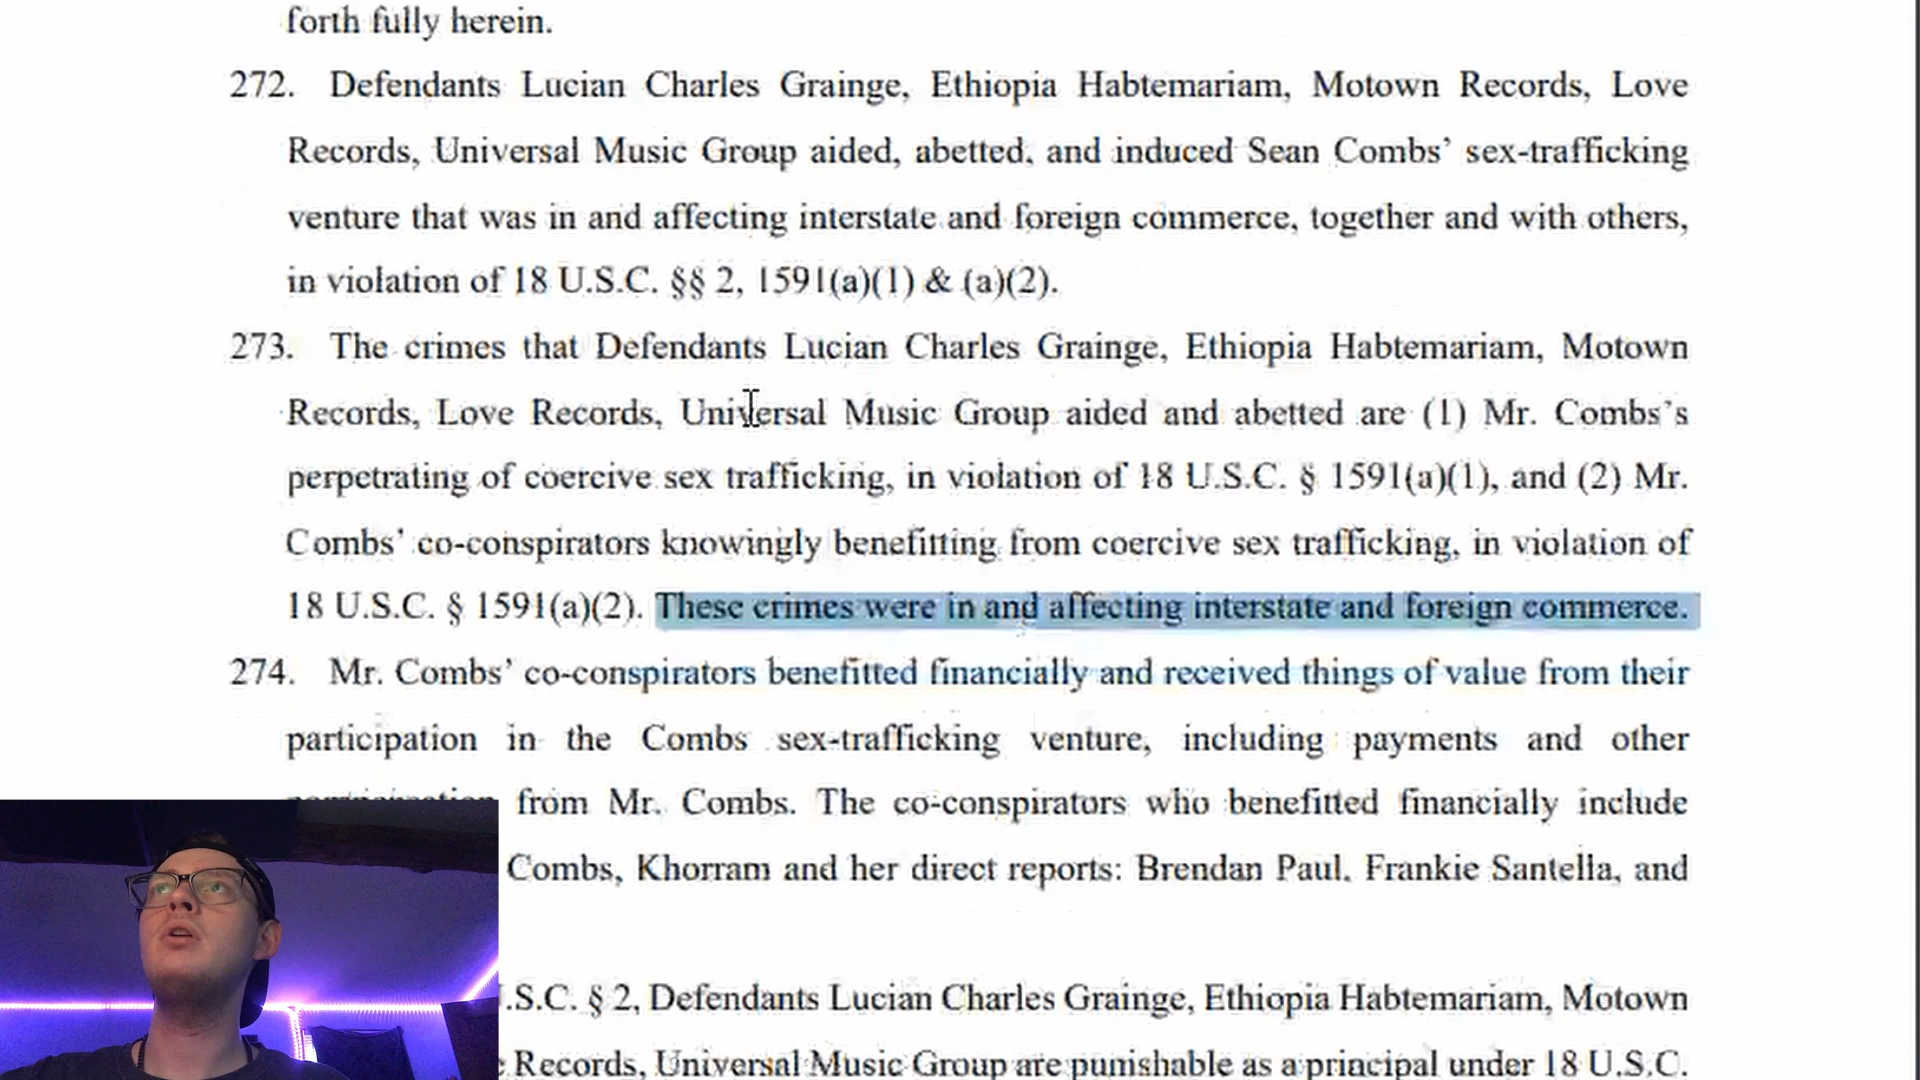 forth fully herein.
272. Defendants Lucian Charles Grainge, Ethiopia Habtemariam, Motown Records, Love
Records, Universal Music Group aided, abetted, and induced Sean Combs’ sex-trafficking
venture that was in and affecting interstate and foreign commerce, together and with others,
in violation of 18 U.S.C. §§ 2, 1591(a)(1) & (a)(2).
273. The crimes that Defendants Lucian Charles Grainge, Ethiopia Habtemariam, Motown
Records, Love Records, Universal Music Group aided and abetted are (1) Mr. Combs’s
perpetrating of coercive sex trafficking, in violation of 18 U.S.C. § 1591(a)(1), and (2) Mr.
Combs’ co-conspirators knowingly benefitting from coercive sex trafficking, in violation of
18 U.S.C. § 1591(a)(2). These crimes were in and affecting interstate and foreign commerce.
274. Mr. Combs’ co-conspirators benefitted financially and received things of value from their
participation in the Combs sex-trafficking venture, including payments and other
from Mr. Combs. The co-conspirators who benefitted financially include
Combs, Khorram and her direct reports: Brendan Paul, Frankie Santella, and
.S.C. § 2, Defendants Lucian Charles Grainge, Ethiopia Habtemariam, Motown
Records, Universal Music Group are punishable as a principal under 18 U.S.C.